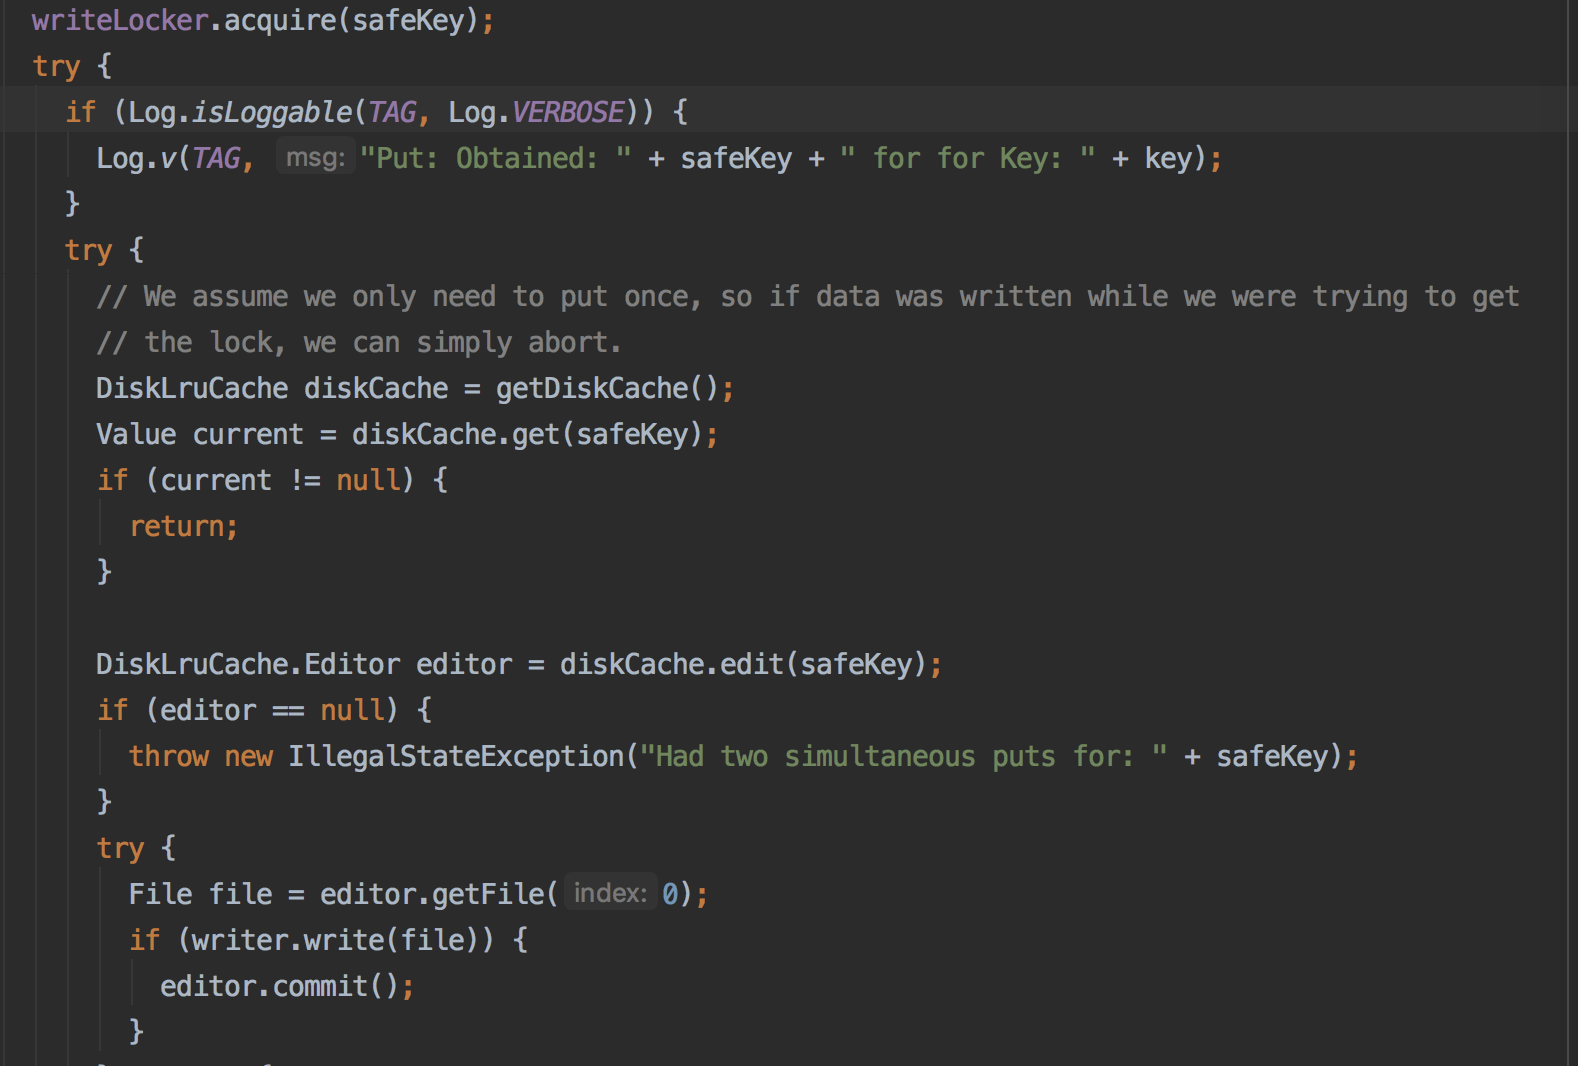 writeLocker.acquire(safeKey);
try {
if (Log.isLoggable(TAG, Log.VERBOSE)) {
Log.v(TAG, msg: "Put: Obtained: " + safeKey + " for for Key: " + key);
}
try {
// We assume we only need to put once, so if data was written while we were trying to get
// the lock, we can simply abort.
DiskLruCache diskCache = getDiskCache();
Value current = diskCache.get(safeKey);
if (current != null) {
return;
}
DiskLruCache.Editor editor = diskCache.edit(safeKey);
if (editor == null) {
throw new IllegalStateException("Had two simultaneous puts for: " + safeKey);
}
try {
File file = editor.getFile( index: 0);
if (writer.write(file)) {
editor.commit();
}